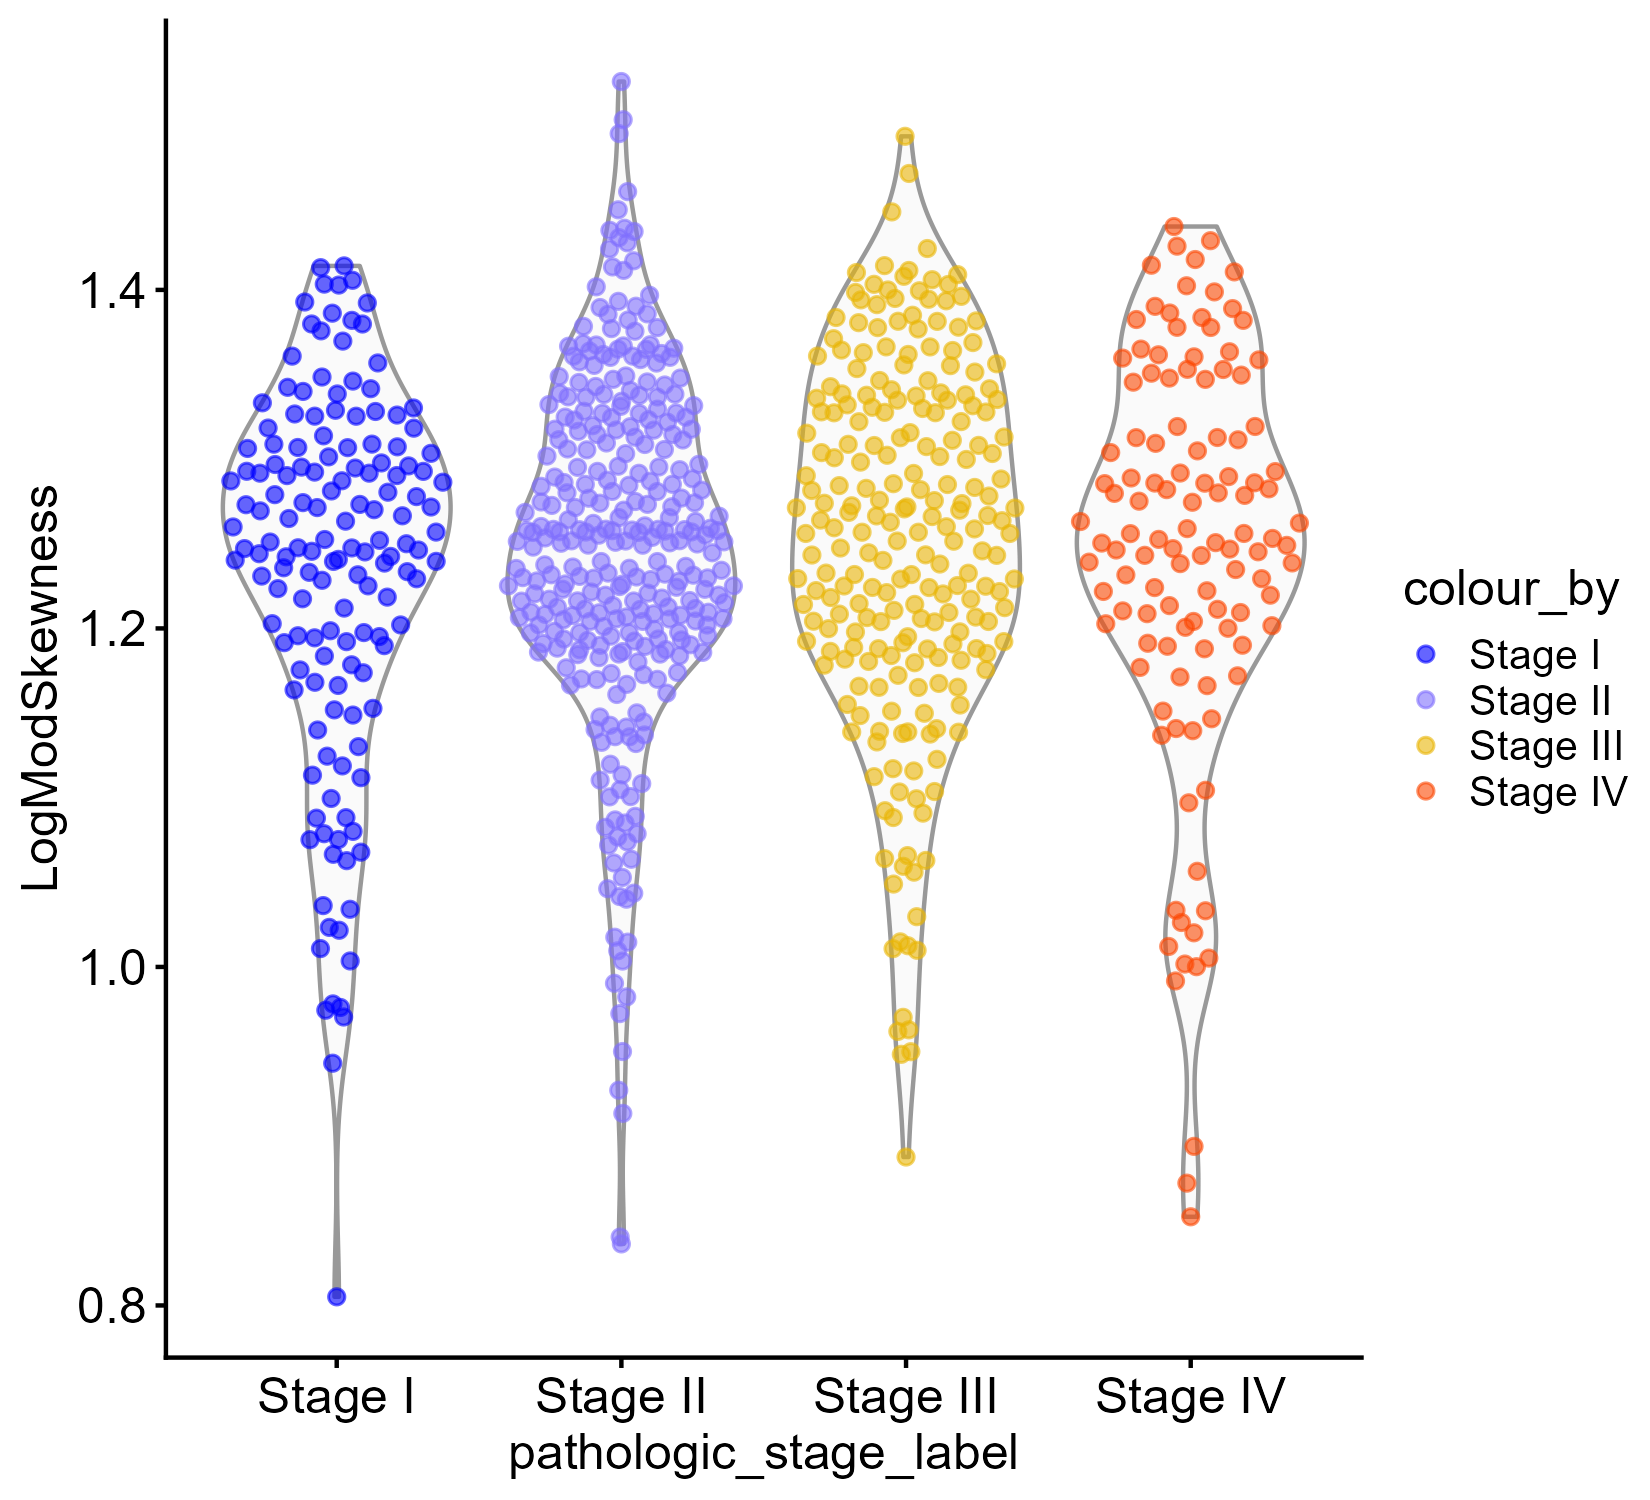 LogModSkewness
1.4
1.2
1.0
0.8
Stage I
Stage II
Stage III
Stage IV
pathologic_stage_label
colour_by
Stage I
Stage II
Stage III
Stage IV